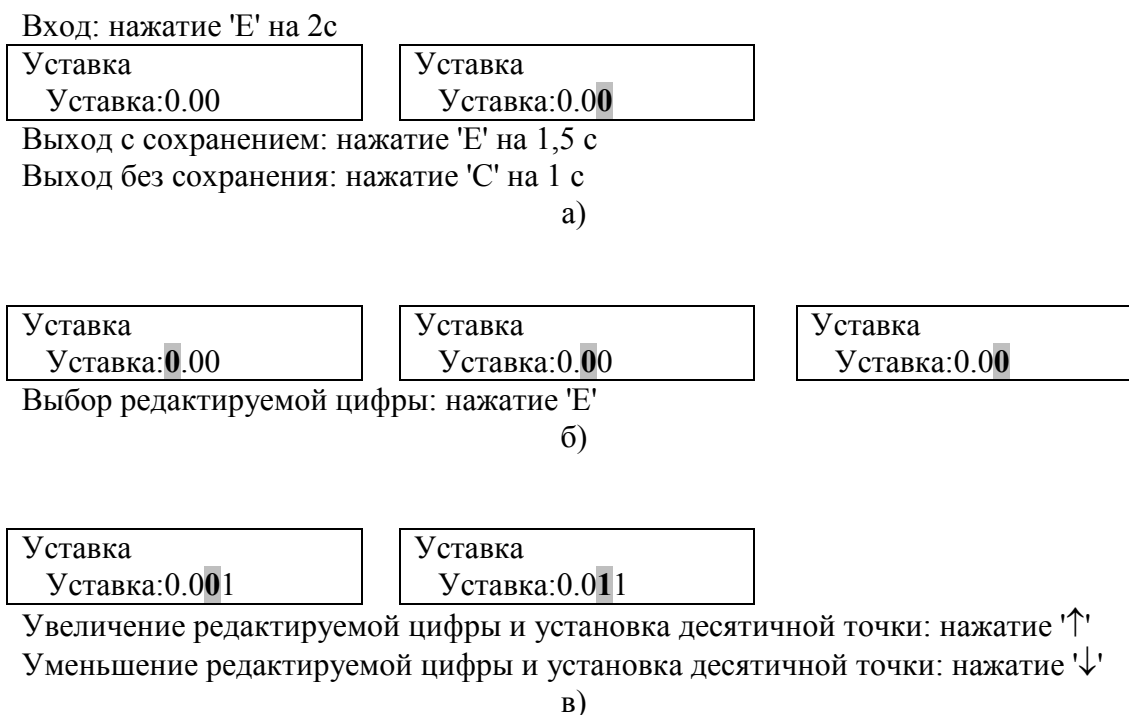 Вход: нажатие 'Е' на 2с
Уставка Уставка
Уставка:0.00 Уставка:0.00
Выход с сохранением: нажатие 'Е' на 1,5 с
Выход без сохранения: нажатие 'С' на 1 с
а)
Уставка Уставка Уставка
Уставка:0.00 Уставка:0.00 Уставка:0.00
Выбор редактируемой цифры: нажатие 'Е'
б)
Уставка Уставка
Уставка:0.001 Уставка:0.011
Увеличение редактируемой цифры и установка десятичной точки: нажатие '↑'
Уменьшение редактируемой цифры и установка десятичной точки: нажатие '↓'
в)